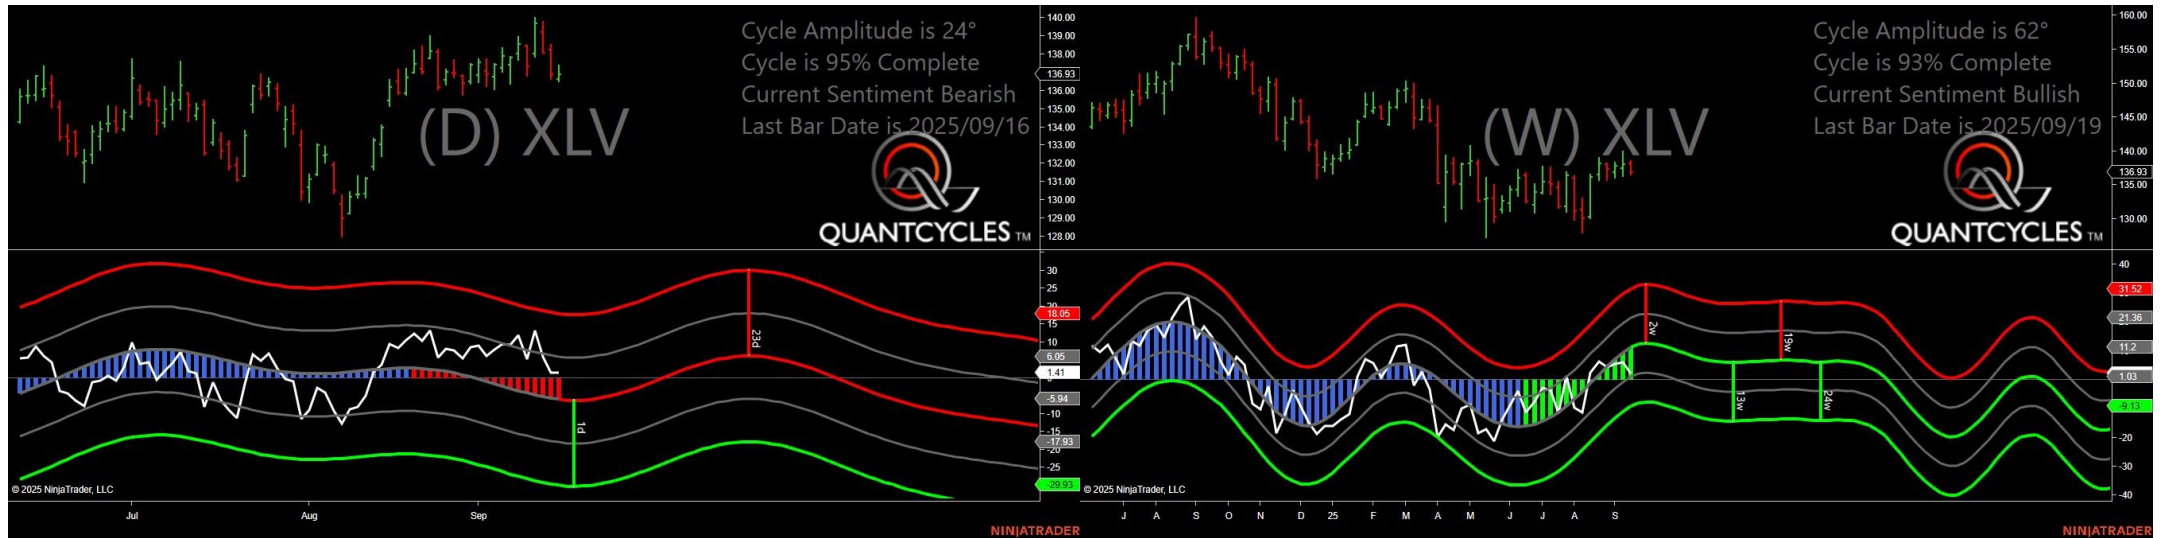 Cycle Amplitude is 24°
Cycle is 95% Complete
Current Sentiment Bearish
Last Bar Date is 2025/09/16
(D) XLV
QUANTCYCLES TM
140.00
139.00
138.00
136.93
136.00
135.00
134.00
133.00
132.00
131.00
130.00
129.00
128.00
30
25
20
18.05
15
10
6.05
1.41
-5.94
-10
-15
-17.93
-20
-25
-29.93
23d
1d
© 2025 NinjaTrader, LLC
Jul
Aug
Sep
NINJATRADER
Cycle Amplitude is 62°
Cycle is 93% Complete
Current Sentiment Bullish
Last Bar Date is 2025/09/19
(W) XLV
QUANTCYCLES TM
160.00
155.00
150.00
145.00
140.00
136.93
135.00
130.00
40
31.52
21.36
11.2
1.03
-9.13
-20
-30
-40
2w
19w
13w
24w
© 2025 NinjaTrader, LLC
J A S O N D 25 F M A M J J A S
NINJATRADER